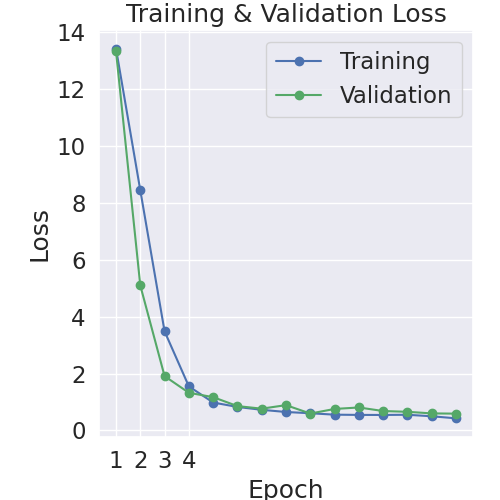 Training & Validation Loss
Training
Validation
Loss
14
12
10
8
6
4
2
0
1 2 3 4
Epoch